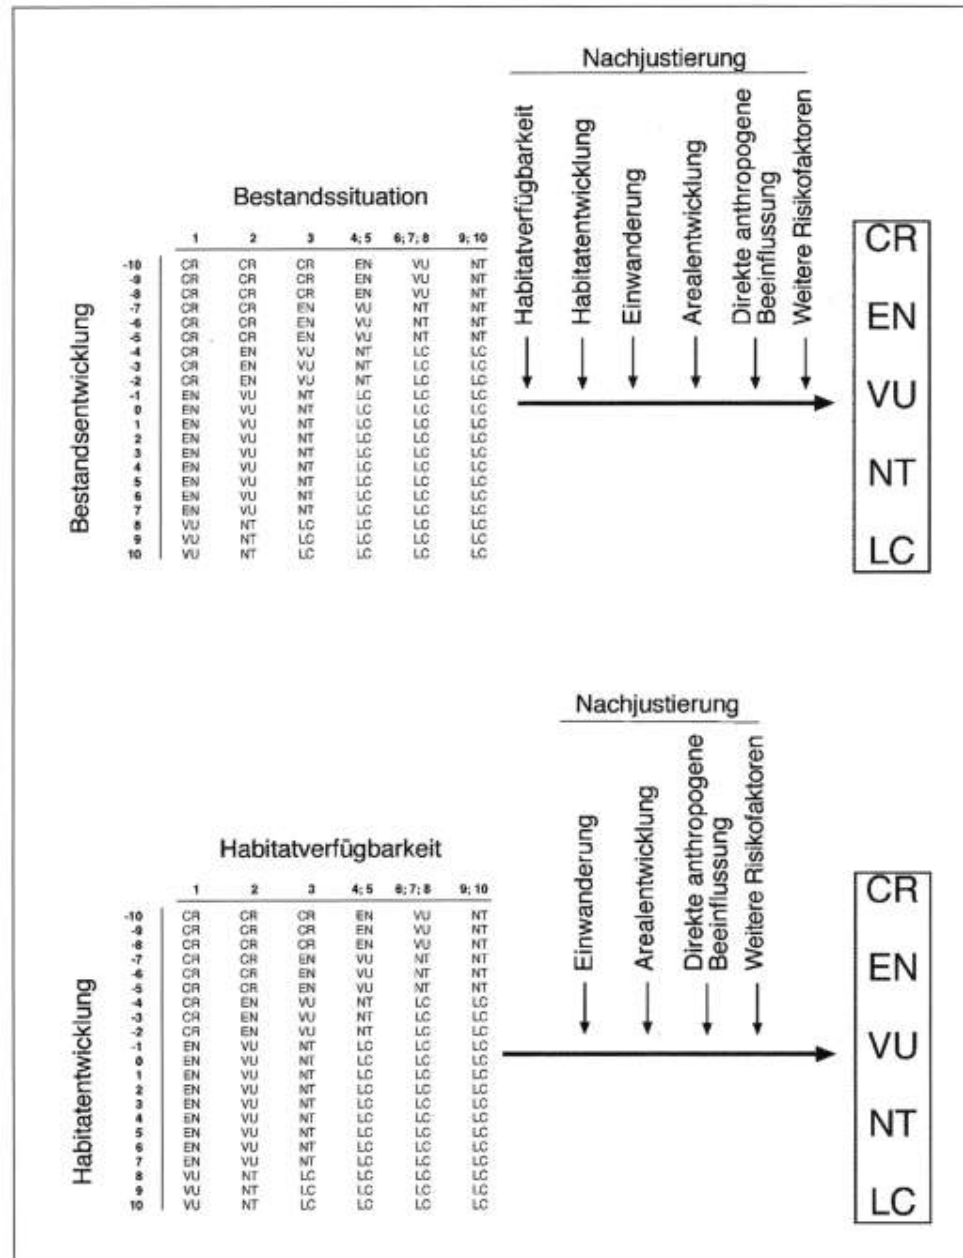 Nachjustierung
Habitatverfügbarkeit
Habitatentwicklung
Einwanderung
Arealentwicklung
Direkte anthropogene
Beeinflussung
Weitere Risikofaktoren
Bestandssituation
1 2 3 4; 5 6; 7; 8 9; 10
Bestandsentwicklung
-10 CR CR CR EN VU NT
-9 CR CR CR EN VU NT
-8 CR CR CR EN VU NT
-7 CR CR EN VU NT NT
-6 CR CR EN VU NT NT
-5 CR CR EN VU NT NT
-4 CR EN VU NT LC LC
-3 CR EN VU NT LC LC
-2 CR EN VU NT LC LC
-1 EN VU NT LC LC LC
0 EN VU NT LC LC LC
1 EN VU NT LC LC LC
2 EN VU NT LC LC LC
3 EN VU NT LC LC LC
4 EN VU NT LC LC LC
5 EN VU NT LC LC LC
6 EN VU NT LC LC LC
7 EN VU NT LC LC LC
8 VU NT LC LC LC LC
9 VU NT LC LC LC LC
10 VU NT LC LC LC LC
CR
EN
VU
NT
LC
Nachjustierung
Einwanderung
Arealentwicklung
Direkte anthropogene
Beeinflussung
Weitere Risikofaktoren
Habitatverfügbarkeit
1 2 3 4; 5 6; 7; 8 9; 10
Habitatentwicklung
-10 CR CR CR EN VU NT
-9 CR CR CR EN VU NT
-8 CR CR CR EN VU NT
-7 CR CR EN VU NT NT
-6 CR CR EN VU NT NT
-5 CR CR EN VU NT NT
-4 CR EN VU NT LC LC
-3 CR EN VU NT LC LC
-2 CR EN VU NT LC LC
-1 EN VU NT LC LC LC
0 EN VU NT LC LC LC
1 EN VU NT LC LC LC
2 EN VU NT LC LC LC
3 EN VU NT LC LC LC
4 EN VU NT LC LC LC
5 EN VU NT LC LC LC
6 EN VU NT LC LC LC
7 EN VU NT LC LC LC
8 VU NT LC LC LC LC
9 VU NT LC LC LC LC
10 VU NT LC LC LC LC
CR
EN
VU
NT
LC